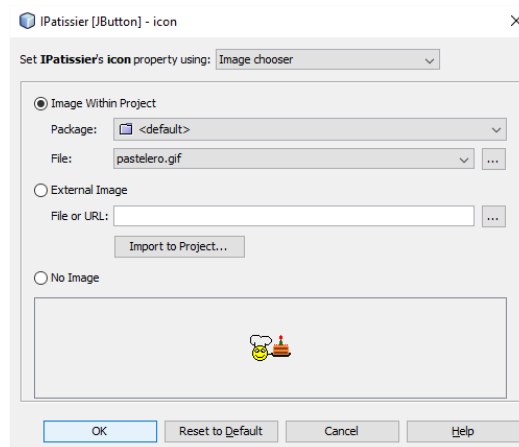 IPatissier [JButton] - icon
Set IPatissier's icon property using: Image chooser
Image Within Project
Package: <default>
File: pastelero.gif ...
External Image
File or URL: ...
Import to Project...
No Image
OK Reset to Default Cancel Help